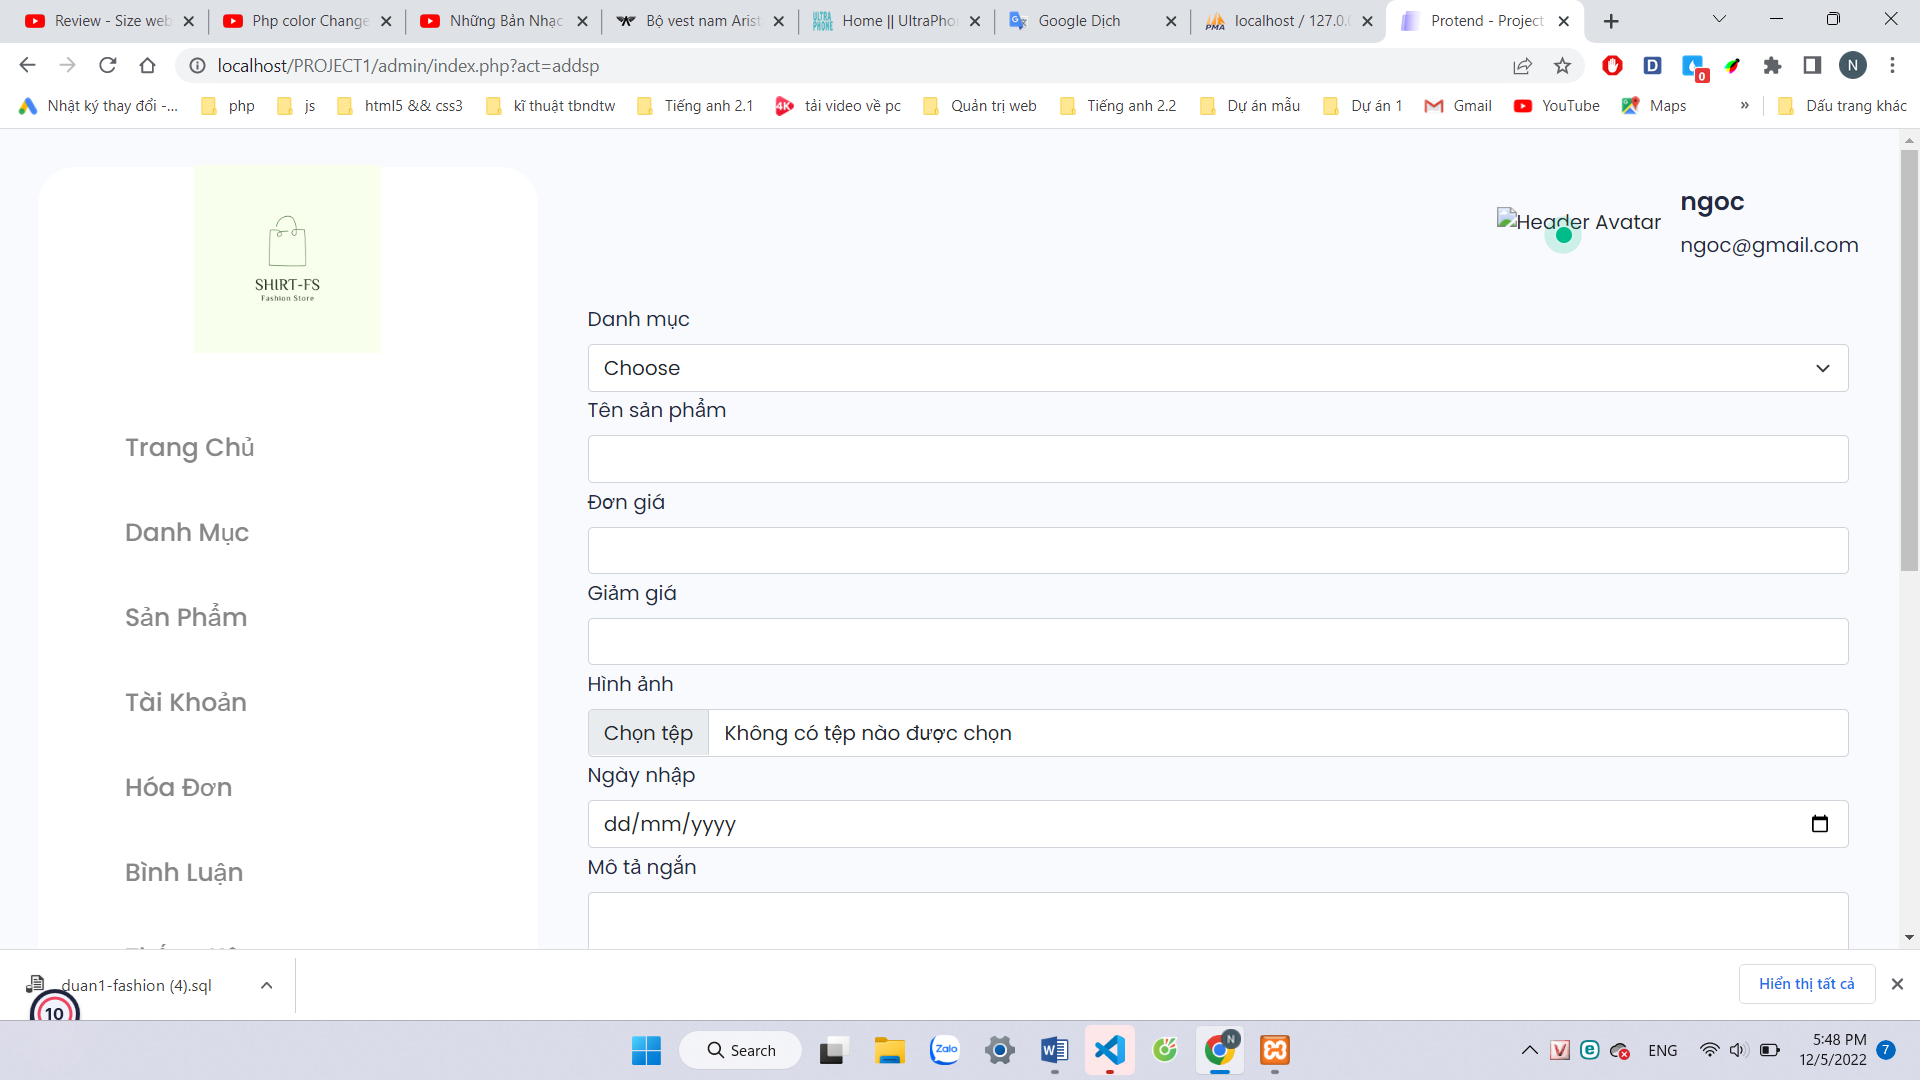 Review - Size web
Php color Change
Những Bản Nhạc
Bộ vest nam Arist
Home || UltraPho
Google Dịch
localhost / 127.0.0
Protend - Project
localhost/PROJECT1/admin/index.php?act=addsp
D
0
N
Nhật ký thay đổi -...
php
js
html5 && css3
kĩ thuật tbndtw
Tiếng anh 2.1
4K
tải video về pc
Quản trị web
Tiếng anh 2.2
Dự án mẫu
Dự án 1
Gmail
YouTube
Maps
»
Dấu trang khác
SHIRT-FS
Fashion Store
Header Avatar
ngoc
ngoc@gmail.com
Trang Chủ
Danh Mục
Sản Phẩm
Tài Khoản
Hóa Đơn
Bình Luận
Danh mục
Choose
Tên sản phẩm
Đơn giá
Giảm giá
Hình ảnh
Chọn tệp
Không có tệp nào được chọn
Ngày nhập
dd/mm/yyyy
Mô tả ngắn
duan1-fashion (4).sql
10
Hiển thị tất cả
Search
Zalo
N
V
ENG
5:48 PM
12/5/2022
7